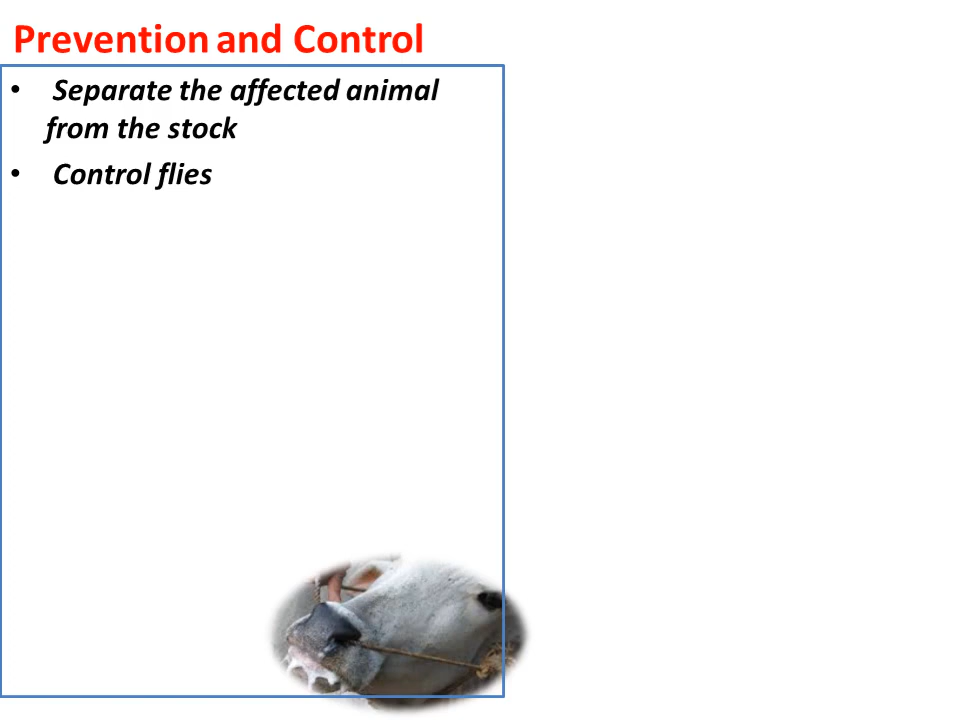 Prevention and Control
• Separate the affected animal
from the stock
• Control flies